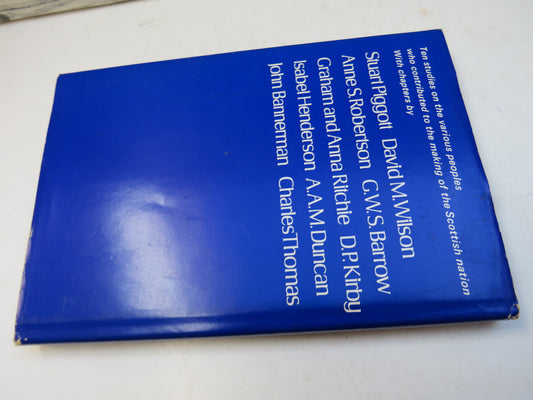 Ten studies on the various peoples
who contributed to the making of the Scottish nation
With chapters by
Stuart Piggott David M. Wilson
Anne S. Robertson G.W.S. Barrow
Graham and Anna Ritchie D.P. Kirby
Isabel Henderson A.A.M. Duncan
John Bannerman Charles Thomas